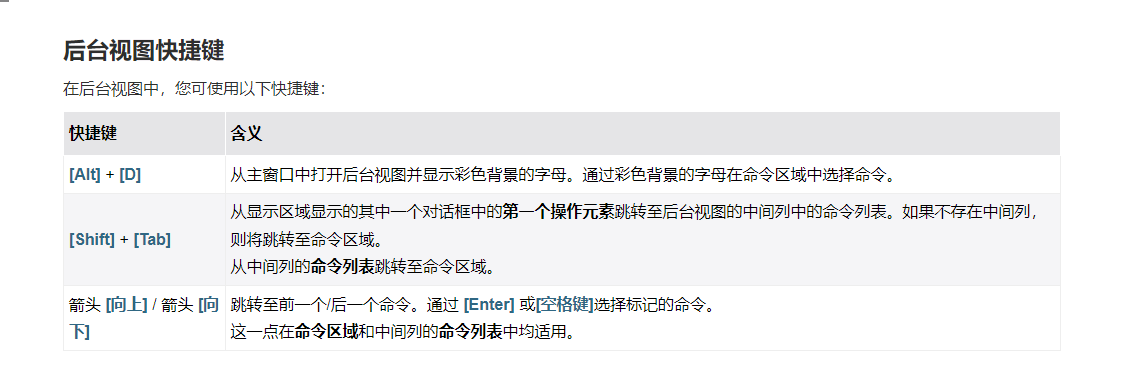 后台视图快捷键
在后台视图中，您可使用以下快捷键：
快捷键 含义
[Alt] + [D] 从主窗口中打开后台视图并显示彩色背景的字母。通过彩色背景的字母在命令区域中选择命令。
[Shift] + [Tab] 从显示区域显示的其中一个对话框中的第一个操作元素跳转至后台视图的中间列中的命令列表。如果不存在中间列，
则将跳转至命令区域。
从中间列的命令列表跳转至命令区域。
箭头 [向上] / 箭头 [向
下]
跳转至前一个/后一个命令。通过 [Enter] 或[空格键]选择标记的命令。
这一点在命令区域和中间列的命令列表中均适用。